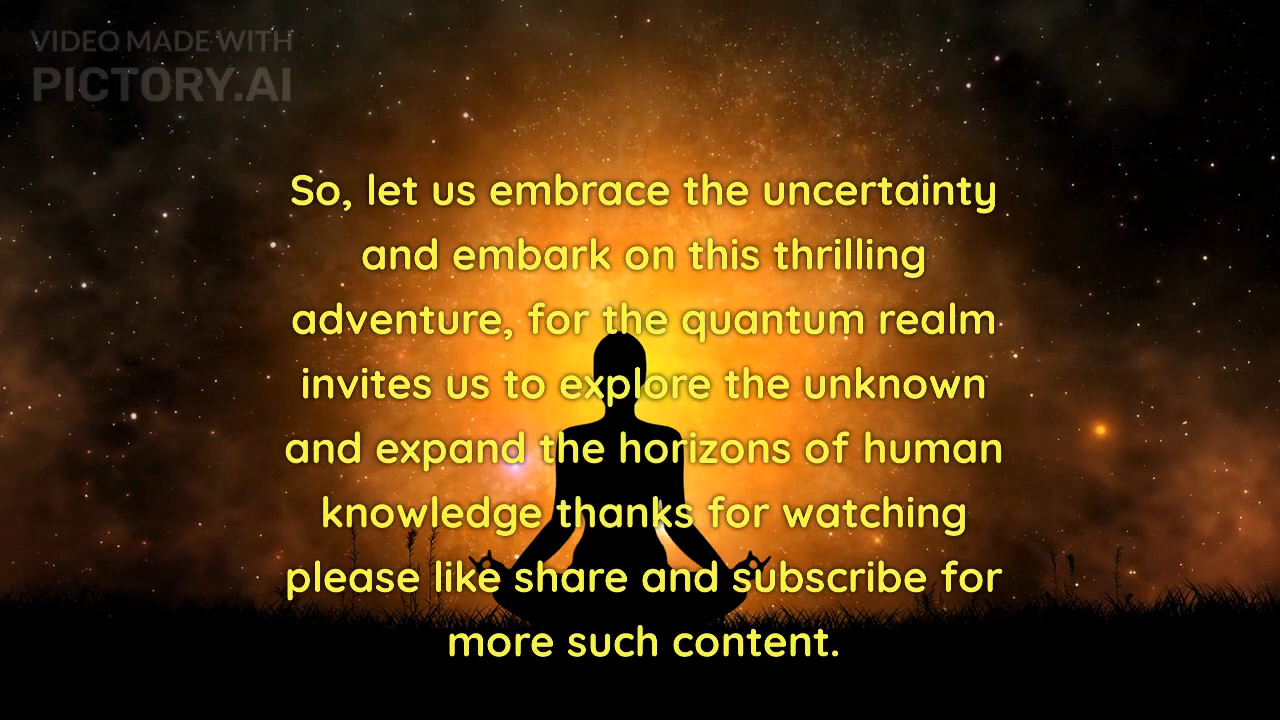 VIDEO MADE WITH
PICTORY.AI
So, let us embrace the uncertainty
and embark on this thrilling
adventure, for the quantum realm
invites us to explore the unknown
and expand the horizons of human
knowledge thanks for watching
please like share and subscribe for
more such content.